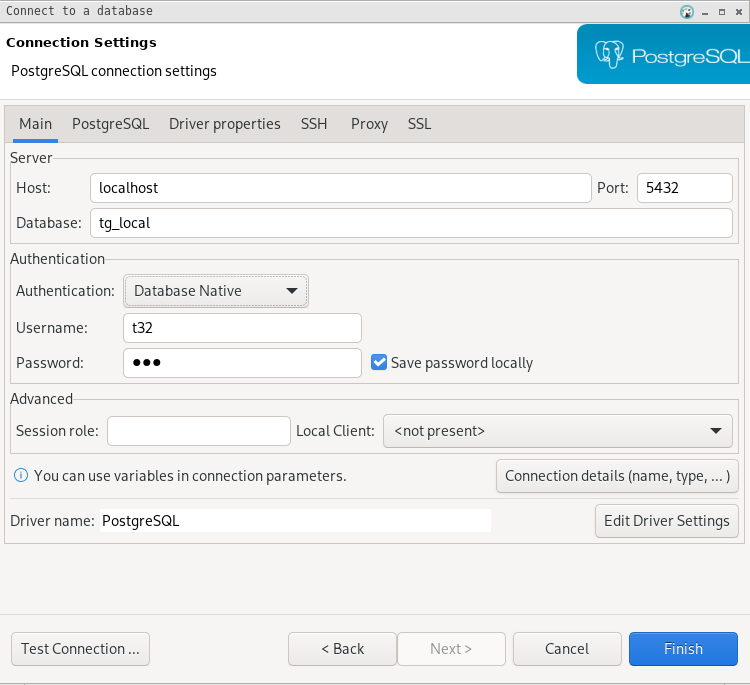 Connect to a database
Connection Settings
PostgreSQL connection settings
PostgreSQL
Main PostgreSQL Driver properties SSH Proxy SSL
Server
Host: localhost Port: 5432
Database: tg_local
Authentication
Authentication: Database Native
Username: t32
Password: ●●●
Save password locally
Advanced
Session role: Local Client: <not present>
You can use variables in connection parameters. Connection details (name, type, ... )
Driver name: PostgreSQL Edit Driver Settings
Test Connection ... < Back Next > Cancel Finish